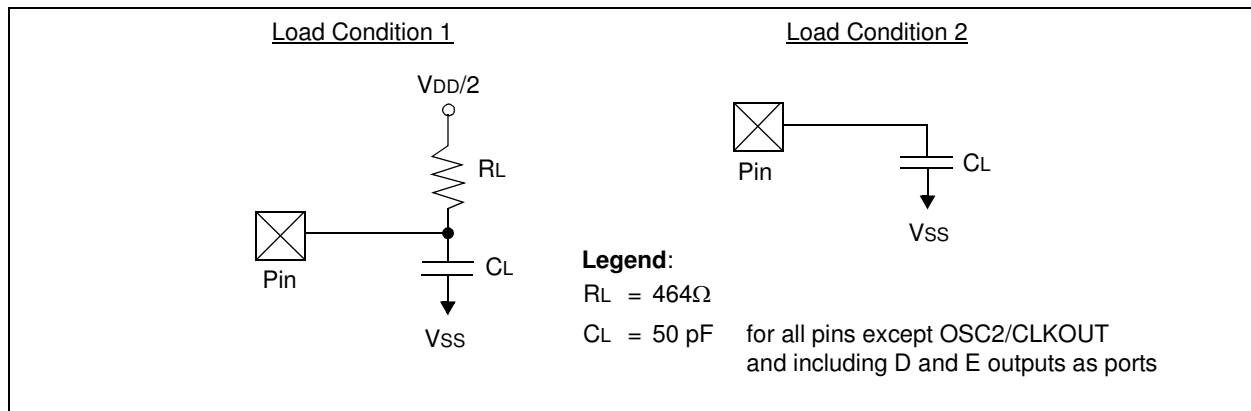 Load Condition 1
VDD/2
RL
Pin
CL
VSS
Load Condition 2
Pin
CL
VSS
Legend:
RL = 464Ω
CL = 50 pF for all pins except OSC2/CLKOUT
and including D and E outputs as ports